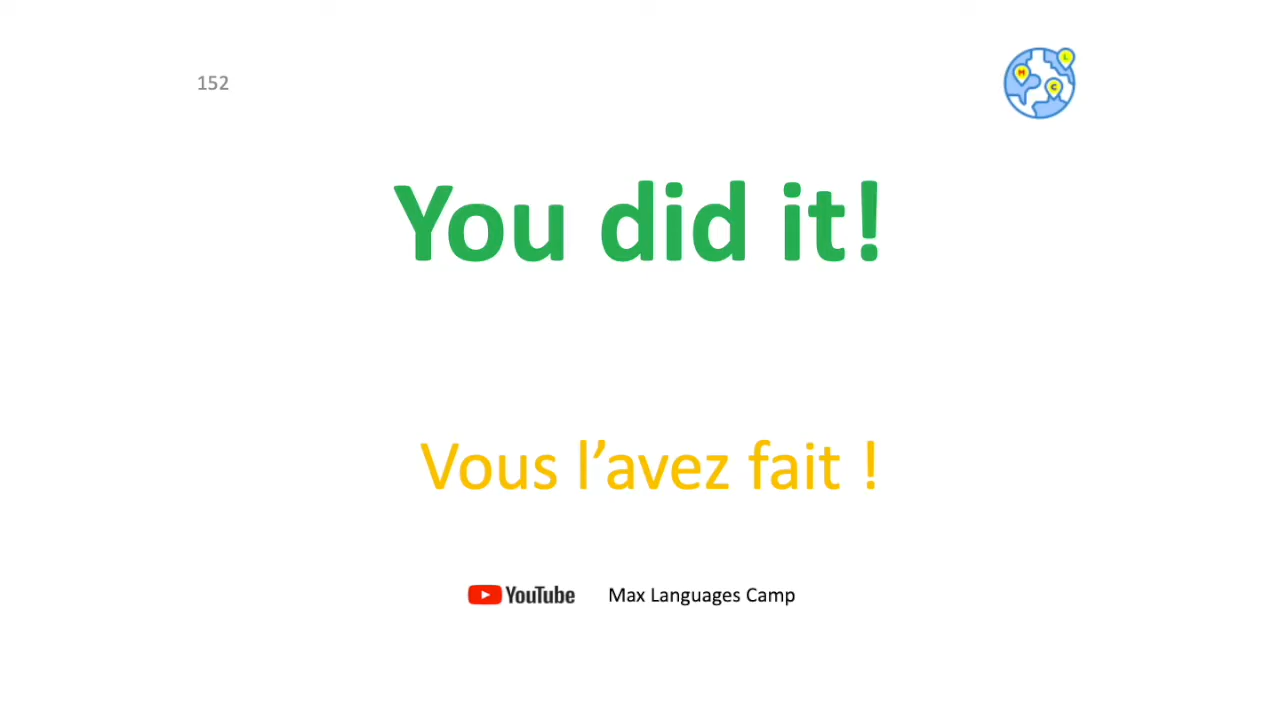 152
You did it!
Vous l’avez fait !
YouTube Max Languages Camp
M
L
C